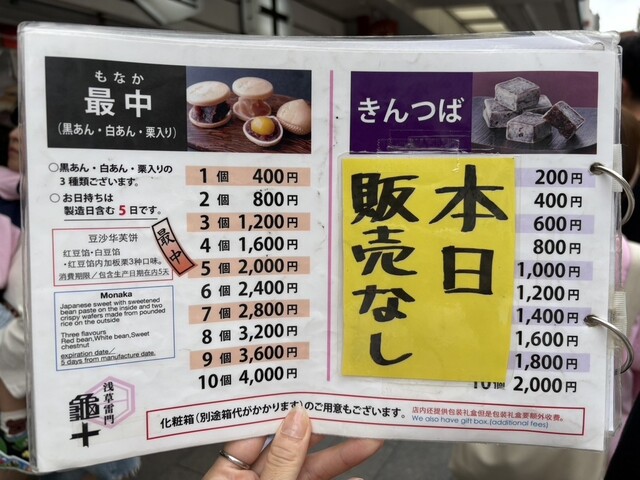 もなか
最中
（黒あん・白あん・栗入り）
○黒あん・白あん・栗入りの
3種類ございます。
○お日持ちは
製造日含む5日です。
最中
豆沙华芙饼
红豆馅・白豆馅
・红豆馅内加板栗3种口味。
消費期限／包含生产日期在内5天
Monaka
Japanese sweet with sweetened
bean paste on the inside and two
crispy wafers made from pounded
rice on the outside
Three flavours
Red bean,White bean,Sweet
chestnut
expiration date／
5 days from manufacture date.
1個 400円
2個 800円
3個 1,200円
4個 1,600円
5個 2,000円
6個 2,400円
7個 2,800円
8個 3,200円
9個 3,600円
10個 4,000円
浅草雷門
亀十
きんつば
本日
販売なし
200円
400円
600円
800円
1,000円
1,200円
1,400円
1,600円
1,800円
10個 2,000円
化粧箱（別途箱代がかかります）のご用意もございます。
店内还提供包装礼盒但是包装礼盒要额外收费。
We also have gift box.(additional fees)